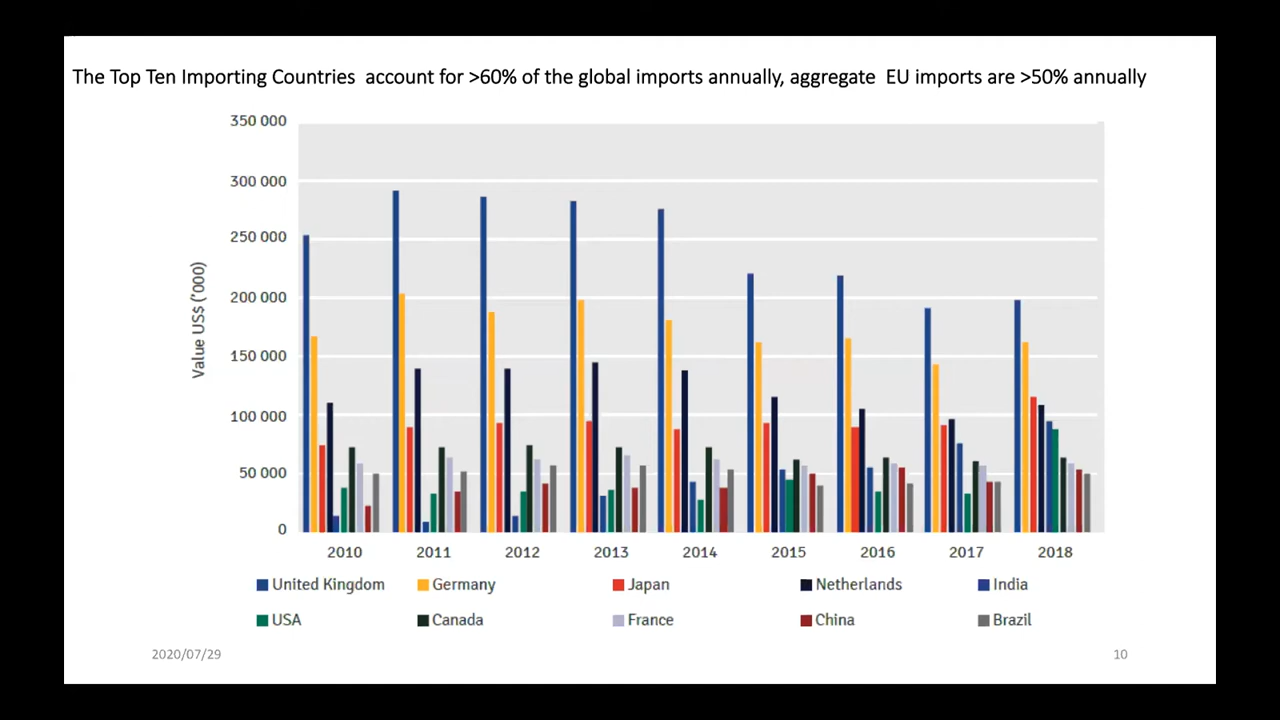 The Top Ten Importing Countries account for >60% of the global imports annually, aggregate EU imports are >50% annually
350 000
300 000
250 000
200 000
150 000
100 000
50 000
0
Value US$ ('000)
2010 2011 2012 2013 2014 2015 2016 2017 2018
United Kingdom Germany Japan Netherlands India
USA Canada France China Brazil
2020/07/29 10